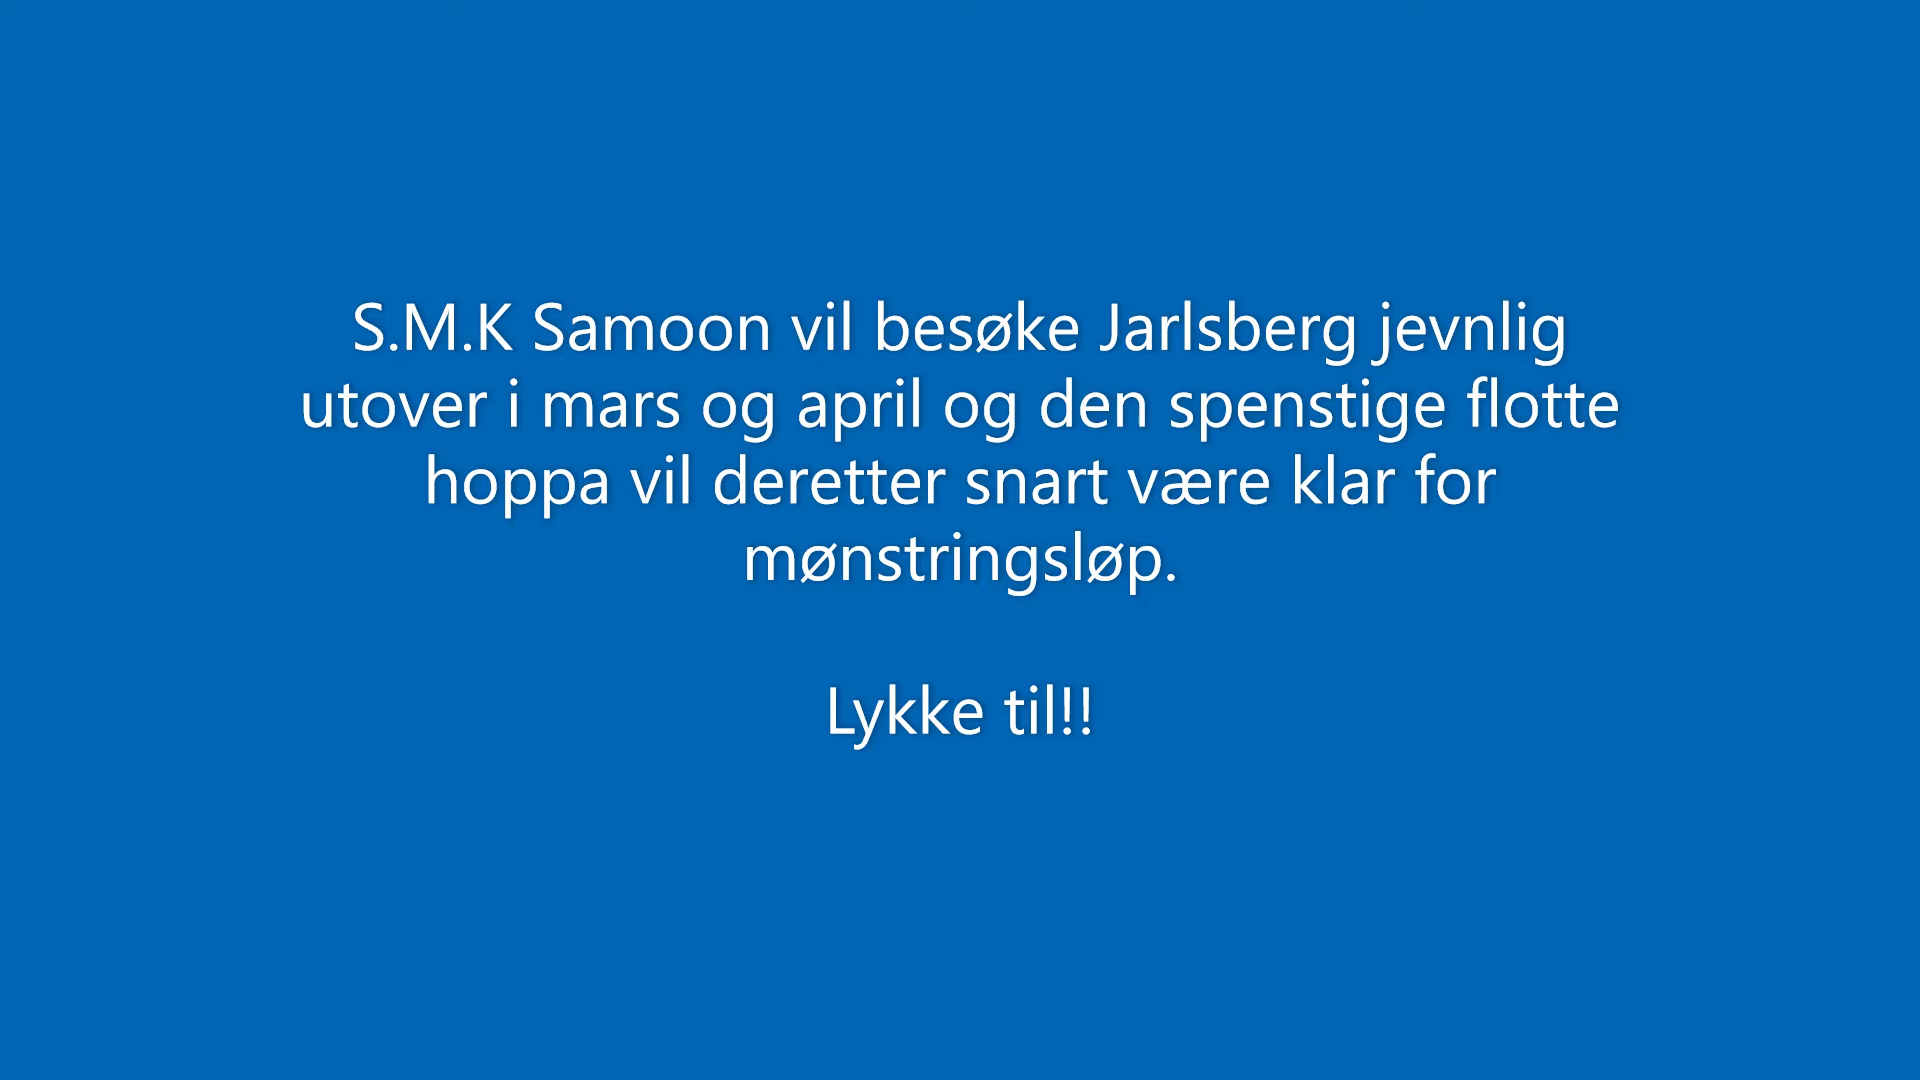 S.M.K Samoon vil besøke Jarlsberg jevnlig
utover i mars og april og den spenstige flotte
hoppa vil deretter snart være klar for
mønstringsløp.
Lykke til!!